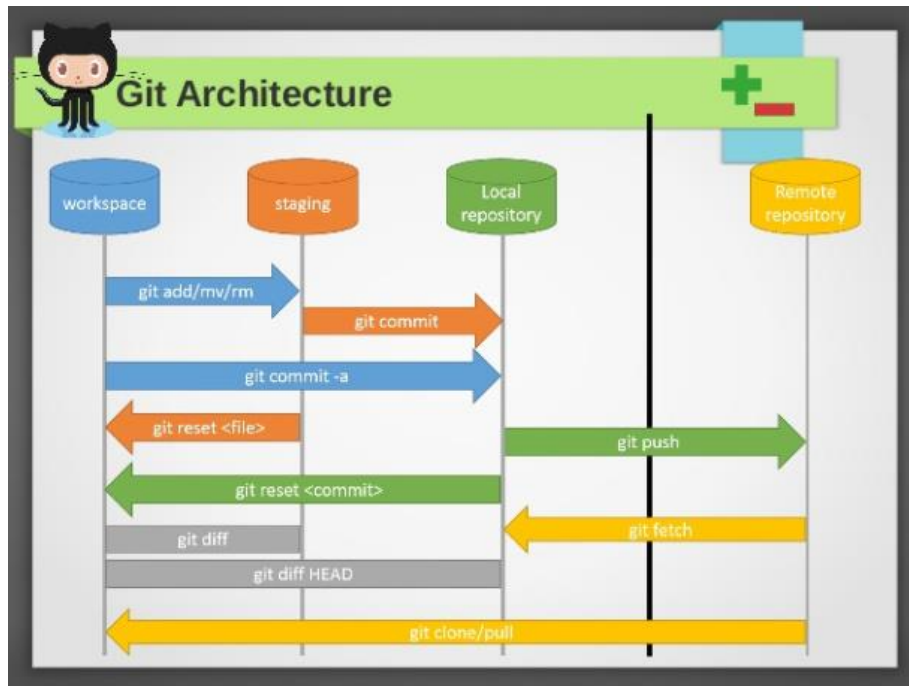 Git Architecture
workspace
staging
Local
repository
Remote
repository
git add/mv/rm
git commit
git commit -a
git reset <file>
git push
git reset <commit>
git fetch
git diff
git diff HEAD
git clone/pull